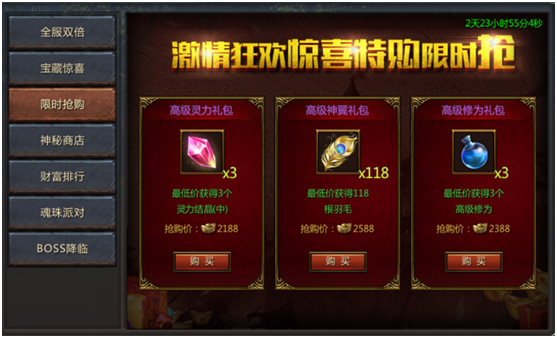 2天23小时55分4秒
激情狂欢惊喜特购限时抢
全服双倍
宝藏惊喜
限时抢购
神秘商店
财富排行
魂珠派对
BOSS降临
高级灵力礼包
x3
最低价获得3个
灵力结晶(中)
抢购价：2188
购 买
高级神翼礼包
x118
最低价获得118
根羽毛
抢购价：2588
购 买
高级修为礼包
x3
最低价获得3个
高级修为
抢购价：2388
购 买